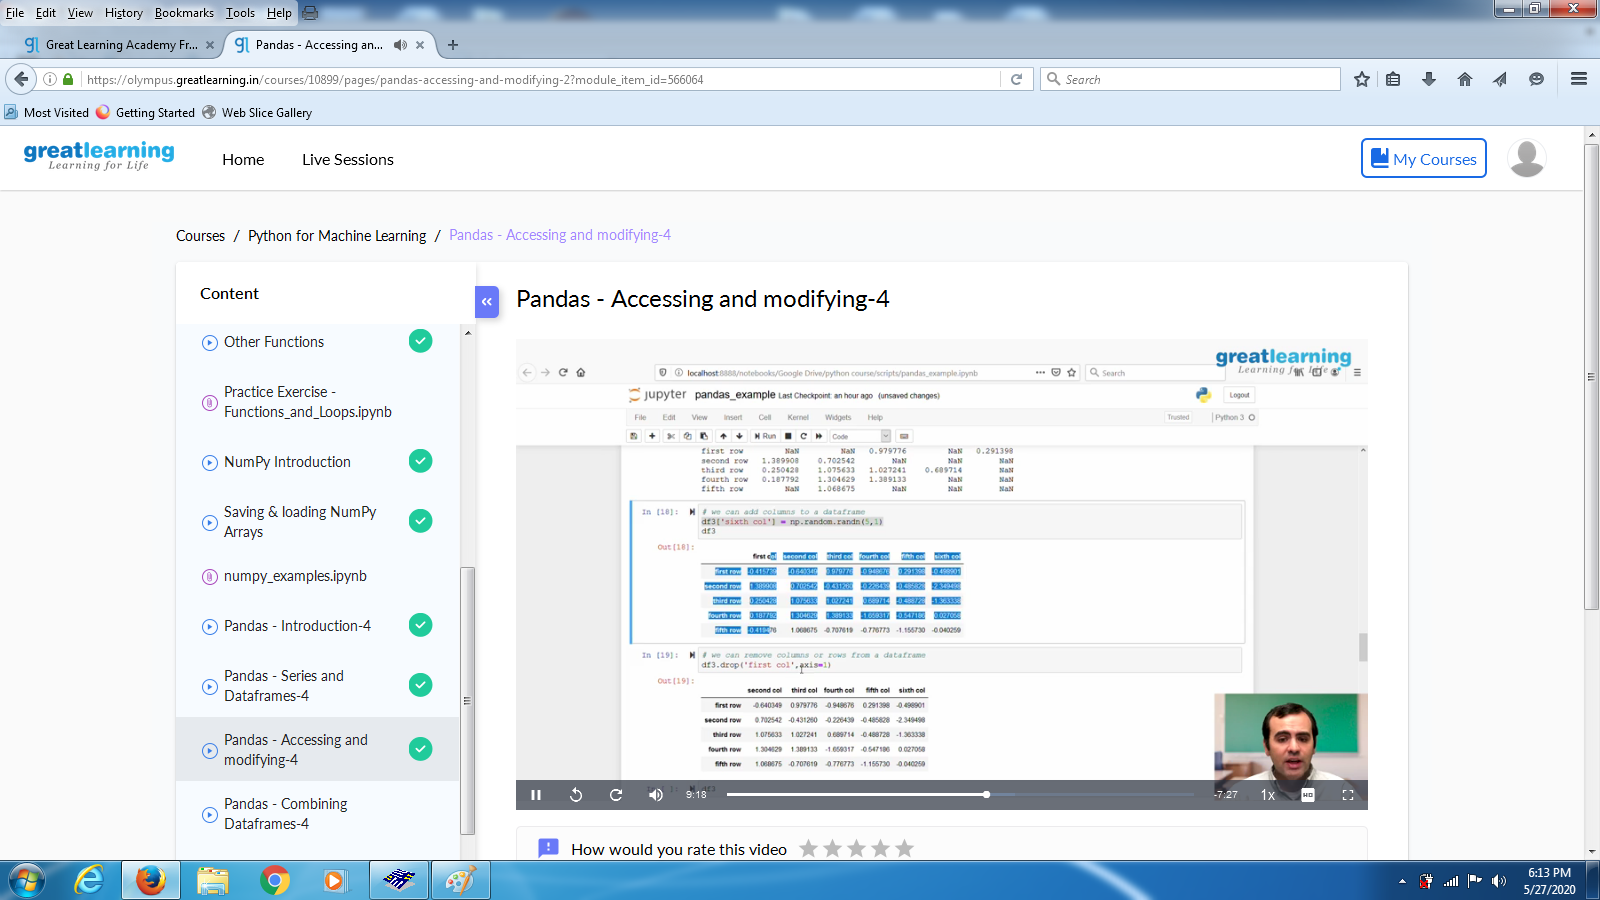 File Edit View History Bookmarks Tools Help
gl Great Learning Academy Fr...
gl Pandas - Accessing an...
https://olympus.greatlearning.in/courses/10899/pages/pandas-accessing-and-modifying-2?module_item_id=566064
Search
Most Visited Getting Started Web Slice Gallery
greatlearning
Learning for Life
Home Live Sessions My Courses
Courses / Python for Machine Learning / Pandas - Accessing and modifying-4
Content
Other Functions
Practice Exercise -
Functions_and_Loops.ipynb
NumPy Introduction
Saving & loading NumPy
Arrays
numpy_examples.ipynb
Pandas - Introduction-4
Pandas - Series and
Dataframes-4
Pandas - Accessing and
modifying-4
Pandas - Combining
Dataframes-4
Pandas - Accessing and modifying-4
greatlearning
Learning for Life
localhost:8888/notebooks/Google Drive/python course/scripts/pandas_example.ipynb
Search
jupyter pandas_example Last Checkpoint: an hour ago (unsaved changes)
Logout
File Edit View Insert Cell Kernel Widgets Help
Trusted Python 3
Run Code
first row NaN NaN 0.979776 NaN 0.291398
second row 1.389908 0.702542 NaN NaN NaN
third row 0.250428 1.075633 1.027241 0.689714 NaN
fourth row 0.187792 1.304629 1.389133 NaN NaN
fifth row NaN 1.068675 NaN NaN NaN
In [18]: # we can add columns to a dataframe
df3['sixth col'] = np.random.randn(5,1)
df3
Out[18]:
first col second col third col fourth col fifth col sixth col
first row -0.415739 -0.640349 0.979776 -0.948676 0.291398 -0.498901
second row 1.389908 0.702542 -0.431260 -0.226439 -0.485828 -2.349498
third row 0.250428 1.075633 1.027241 0.689714 -0.488728 -1.363338
fourth row 0.187792 1.304629 1.389133 -1.659317 -0.547186 0.027058
fifth row -0.419476 1.068675 -0.707619 -0.776773 -1.155730 -0.040259
In [19]: # we can remove columns or rows from a dataframe
df3.drop('first col',axis=1)
Out[19]:
second col third col fourth col fifth col sixth col
first row -0.640349 0.979776 -0.948676 0.291398 -0.498901
second row 0.702542 -0.431260 -0.226439 -0.485828 -2.349498
third row 1.075633 1.027241 0.689714 -0.488728 -1.363338
fourth row 1.304629 1.389133 -1.659317 -0.547186 0.027058
fifth row 1.068675 -0.707619 -0.776773 -1.155730 -0.040259
9:18 -7:27 1x HD
How would you rate this video
6:13 PM
5/27/2020